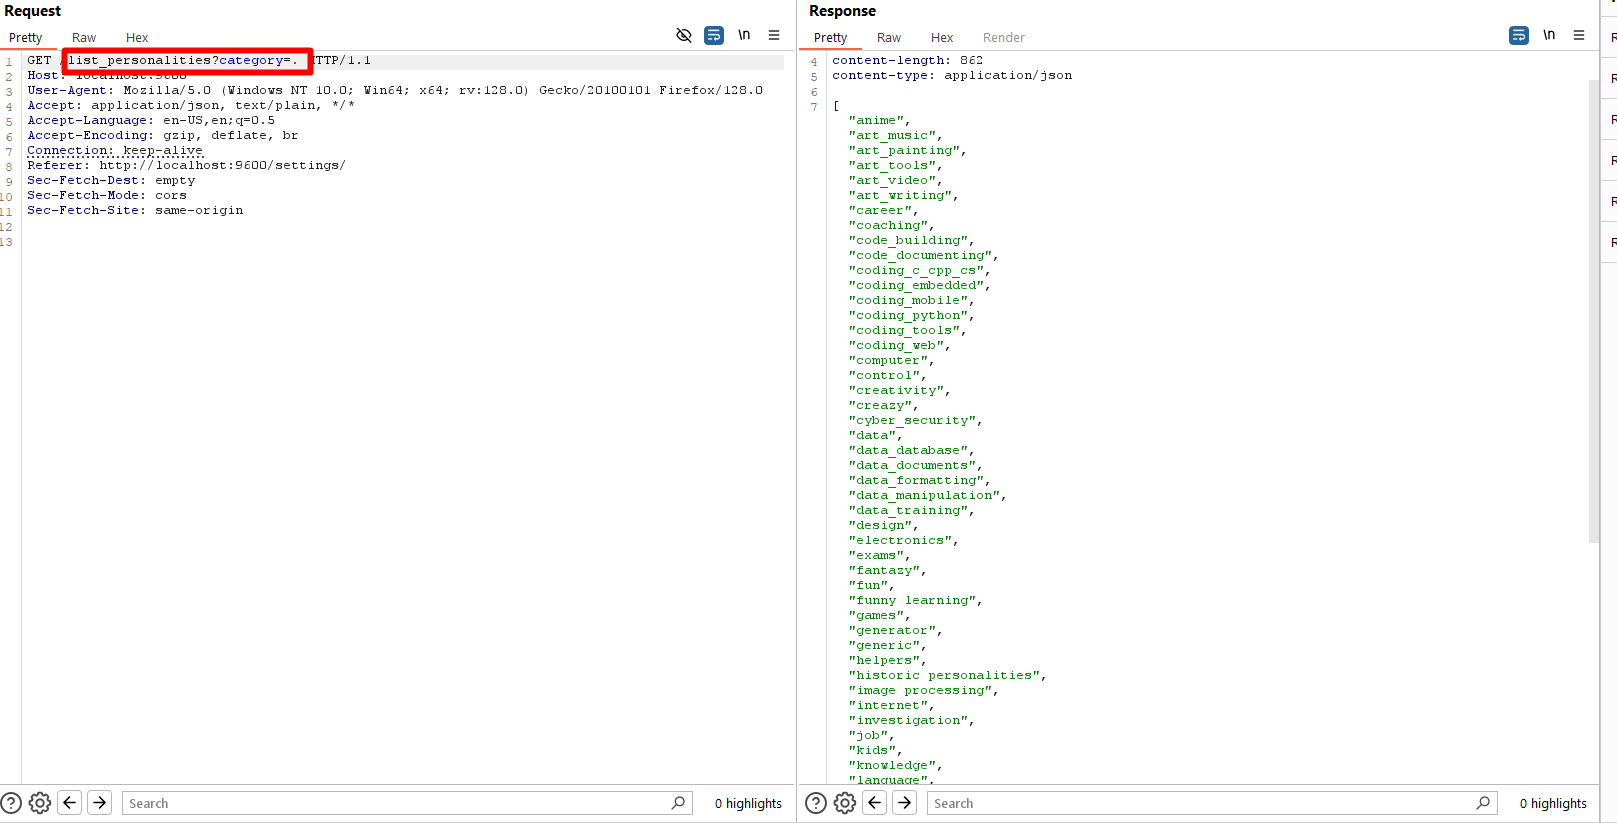 Request
Pretty Raw Hex \n
1 GET /list_personalities?category=. HTTP/1.1
2 Host: localhost:9600
3 User-Agent: Mozilla/5.0 (Windows NT 10.0; Win64; x64; rv:128.0) Gecko/20100101 Firefox/128.0
4 Accept: application/json, text/plain, */*
5 Accept-Language: en-US,en;q=0.5
6 Accept-Encoding: gzip, deflate, br
7 Connection: keep-alive
8 Referer: http://localhost:9600/settings/
9 Sec-Fetch-Dest: empty
10 Sec-Fetch-Mode: cors
11 Sec-Fetch-Site: same-origin
12
13
Search 0 highlights
Response
Pretty Raw Hex Render \n
4 content-length: 862
5 content-type: application/json
6
7 [
"anime",
"art_music",
"art_painting",
"art_tools",
"art_video",
"art_writing",
"career",
"coaching",
"code_building",
"code_documenting",
"coding_c_cpp_cs",
"coding_embedded",
"coding_mobile",
"coding_python",
"coding_tools",
"coding_web",
"computer",
"control",
"creativity",
"creazy",
"cyber_security",
"data",
"data_database",
"data_documents",
"data_formatting",
"data_manipulation",
"data_training",
"design",
"electronics",
"exams",
"fantazy",
"fun",
"funny learning",
"games",
"generator",
"generic",
"helpers",
"historic personalities",
"image processing",
"internet",
"investigation",
"job",
"kids",
"knowledge",
"language",
Search 0 highlights
R
R
R
R
R
R